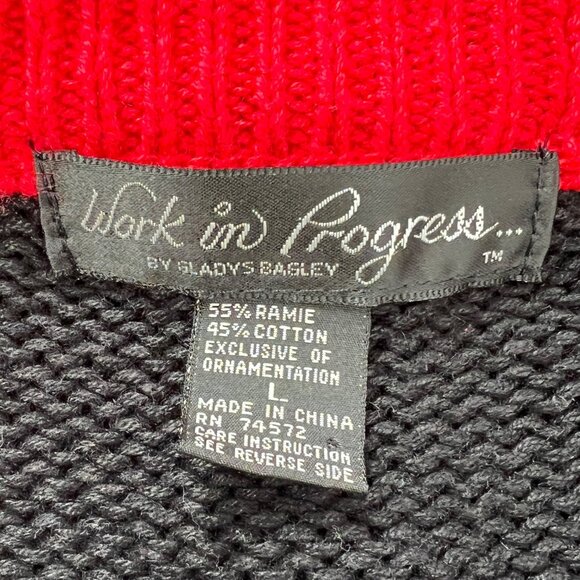 Work in Progress...
BY GLADYS BAGLEY TM
55% RAMIE
45% COTTON
EXCLUSIVE OF
ORNAMENTATION
L
MADE IN CHINA
RN 74572
CARE INSTRUCTION
SEE REVERSE SIDE